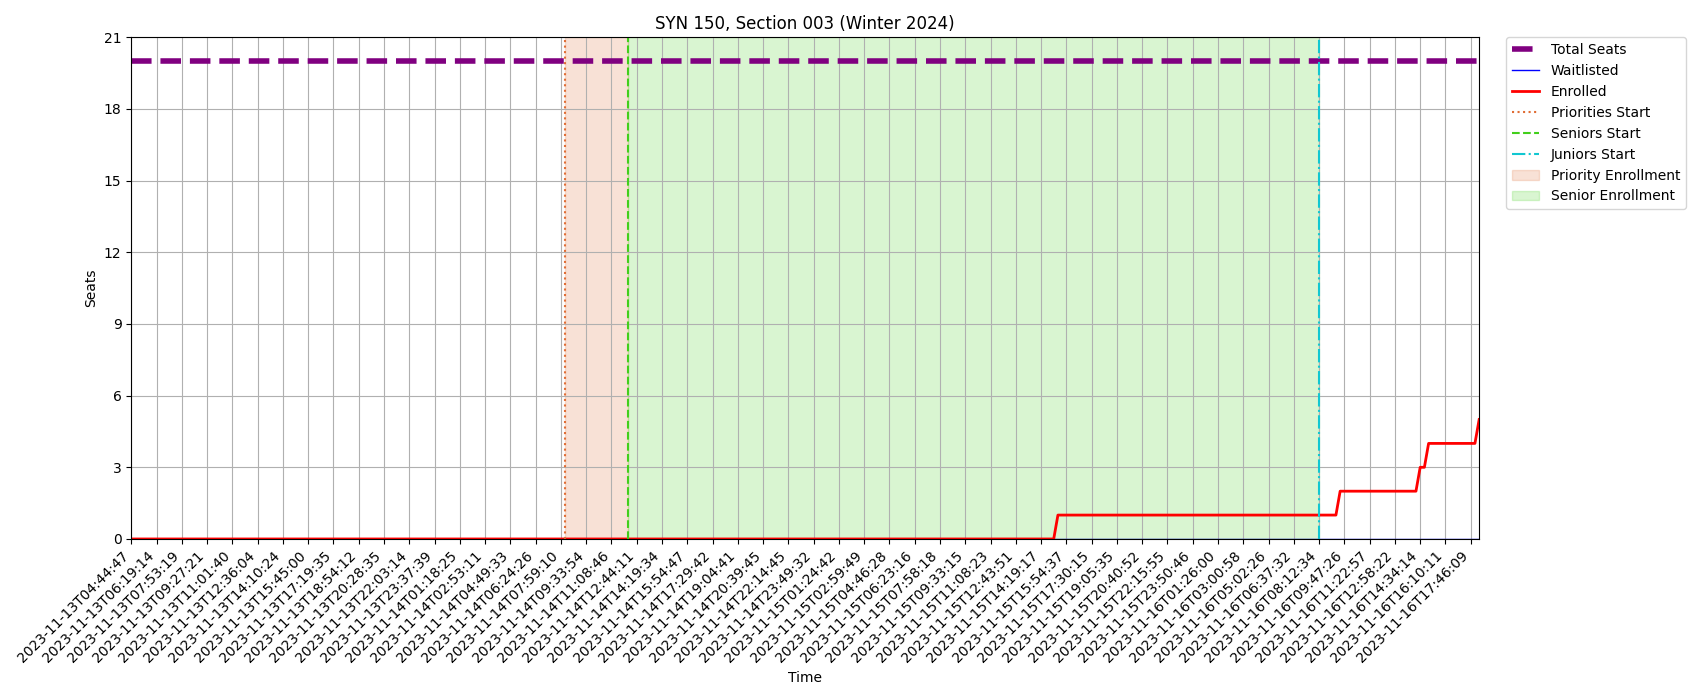 SYN 150, Section 003 (Winter 2024)
Total Seats
Waitlisted
Enrolled
Priorities Start
Seniors Start
Juniors Start
Priority Enrollment
Senior Enrollment
Seats
21
18
15
12
9
6
3
0
2023-11-13T04:44:47
2023-11-13T06:19:14
2023-11-13T07:53:19
2023-11-13T09:27:21
2023-11-13T11:01:40
2023-11-13T12:36:04
2023-11-13T14:10:24
2023-11-13T15:45:00
2023-11-13T17:19:35
2023-11-13T18:54:12
2023-11-13T20:28:35
2023-11-13T22:03:14
2023-11-13T23:37:39
2023-11-14T01:18:25
2023-11-14T02:53:11
2023-11-14T04:49:33
2023-11-14T06:24:26
2023-11-14T07:59:10
2023-11-14T09:33:54
2023-11-14T11:08:46
2023-11-14T12:44:11
2023-11-14T14:19:34
2023-11-14T15:54:47
2023-11-14T17:29:42
2023-11-14T19:04:41
2023-11-14T20:39:45
2023-11-14T22:14:45
2023-11-14T23:49:32
2023-11-15T01:24:42
2023-11-15T02:59:49
2023-11-15T04:46:28
2023-11-15T06:23:16
2023-11-15T07:58:18
2023-11-15T09:33:15
2023-11-15T11:08:23
2023-11-15T12:43:51
2023-11-15T14:19:17
2023-11-15T15:54:37
2023-11-15T17:30:15
2023-11-15T19:05:35
2023-11-15T20:40:52
2023-11-15T22:15:55
2023-11-15T23:50:46
2023-11-16T01:26:00
2023-11-16T03:00:58
2023-11-16T05:02:26
2023-11-16T06:37:32
2023-11-16T08:12:34
2023-11-16T09:47:26
2023-11-16T11:22:57
2023-11-16T12:58:22
2023-11-16T14:34:14
2023-11-16T16:10:11
2023-11-16T17:46:09
Time